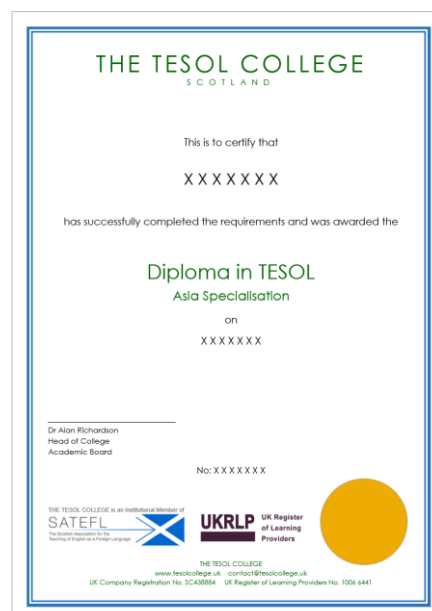 THE TESOL COLLEGE
SCOTLAND
This is to certify that
X X X X X X X
has successfully completed the requirements and was awarded the
Diploma in TESOL
Asia Specialisation
on
X X X X X X X
Dr Alan Richardson
Head of College
Academic Board
No: X X X X X X X
THE TESOL COLLEGE is an Institutional Member of
SATEFL
The Scottish Association for the
Teaching of English as a Foreign Language
UKRLP
UK Register
of Learning
Providers
THE TESOL COLLEGE
www.tesolcollege.uk contact@tesolcollege.uk
UK Company Registration No. SC438884 UK Register of Learning Providers No. 1006 6441